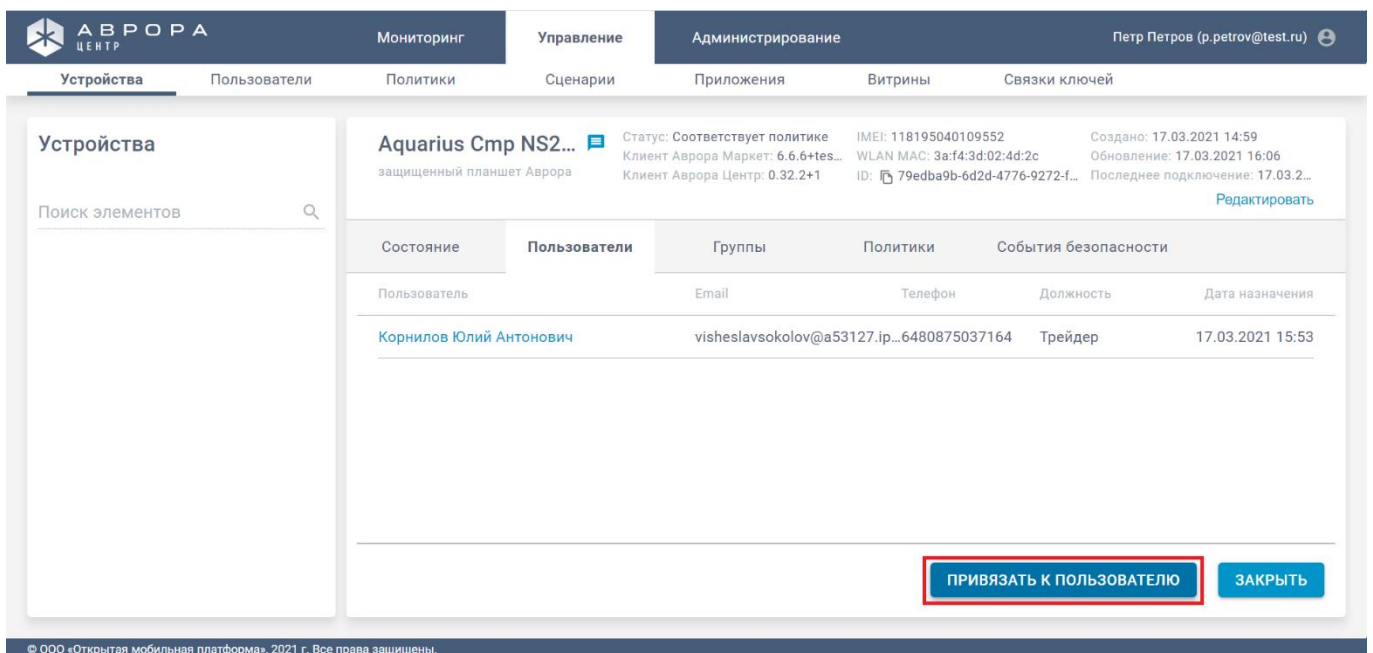 АВРОРА
ЦЕНТР
Мониторинг Управление Администрирование Петр Петров (p.petrov@test.ru)
Устройства Пользователи Политики Сценарии Приложения Витрины Связки ключей
Устройства
Поиск элементов
Aquarius Cmp NS2...
защищенный планшет Аврора
Статус: Соответствует политике
Клиент Аврора Маркет: 6.6.6+tes...
Клиент Аврора Центр: 0.32.2+1
IMEI: 118195040109552
WLAN MAC: 3a:f4:3d:02:4d:2c
ID: 79edba9b-6d2d-4776-9272-f...
Создано: 17.03.2021 14:59
Обновление: 17.03.2021 16:06
Последнее подключение: 17.03.2...
Редактировать
Состояние Пользователи Группы Политики События безопасности
Пользователь Email Телефон Должность Дата назначения
Корнилов Юлий Антонович visheslavsokolov@a53127.ip...6480875037164 Трейдер 17.03.2021 15:53
ПРИВЯЗАТЬ К ПОЛЬЗОВАТЕЛЮ ЗАКРЫТЬ
© ООО «Открытая мобильная платформа», 2021 г. Все права защищены.